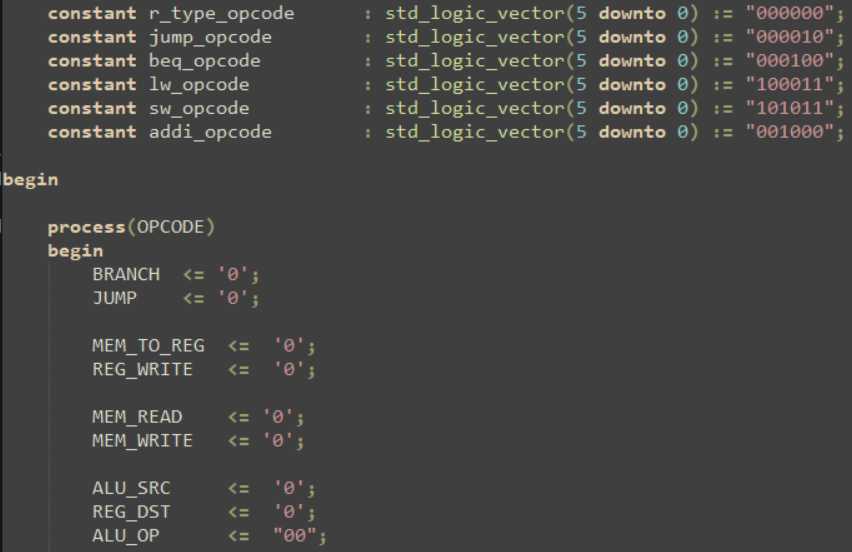 constant r_type_opcode : std_logic_vector(5 downto 0) := "000000";
constant jump_opcode : std_logic_vector(5 downto 0) := "000010";
constant beq_opcode : std_logic_vector(5 downto 0) := "000100";
constant lw_opcode : std_logic_vector(5 downto 0) := "100011";
constant sw_opcode : std_logic_vector(5 downto 0) := "101011";
constant addi_opcode : std_logic_vector(5 downto 0) := "001000";
begin
process(OPCODE)
begin
BRANCH <= '0';
JUMP <= '0';
MEM_TO_REG <= '0';
REG_WRITE <= '0';
MEM_READ <= '0';
MEM_WRITE <= '0';
ALU_SRC <= '0';
REG_DST <= '0';
ALU_OP <= "00";